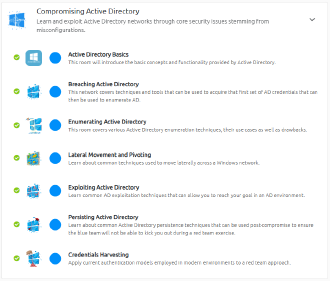 Compromising Active Directory
Learn and exploit Active Directory networks through core security issues stemming from
misconfigurations.
Active Directory Basics
This room will introduce the basic concepts and functionality provided by Active Directory.
Breaching Active Directory
This network covers techniques and tools that can be used to acquire that first set of AD credentials that can
then be used to enumerate AD.
Enumerating Active Directory
This room covers various Active Directory enumeration techniques, their use cases as well as drawbacks.
Lateral Movement and Pivoting
Learn about common techniques used to move laterally across a Windows network.
Exploiting Active Directory
Learn common AD exploitation techniques that can allow you to reach your goal in an AD environment.
Persisting Active Directory
Learn about common Active Directory persistence techniques that can be used post-compromise to ensure
the blue team will not be able to kick you out during a red team exercise.
Credentials Harvesting
Apply current authentication models employed in modern environments to a red team approach.